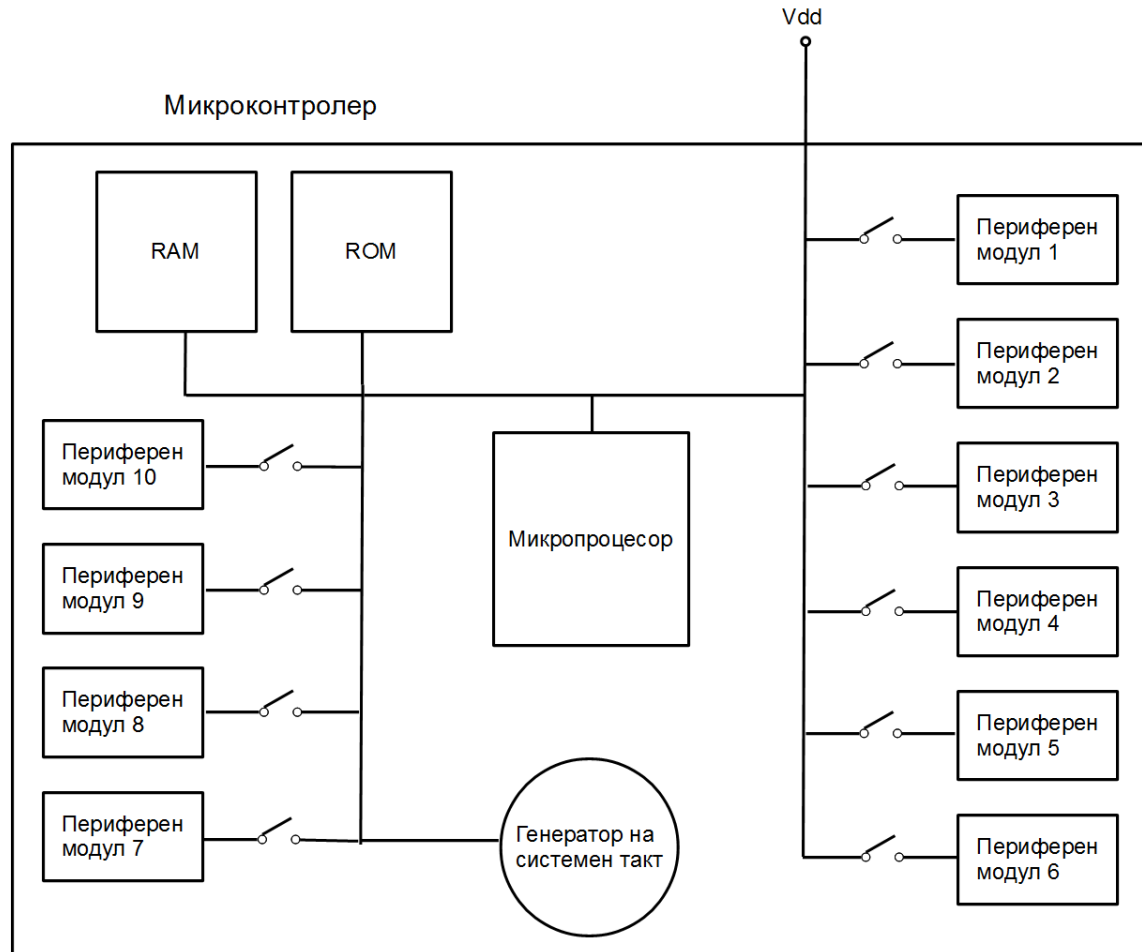 Vdd
Микроконтролер
RAM
ROM
Периферен
модул 1
Периферен
модул 2
Периферен
модул 3
Периферен
модул 4
Периферен
модул 5
Периферен
модул 6
Периферен
модул 10
Периферен
модул 9
Периферен
модул 8
Периферен
модул 7
Микропроцесор
Генератор на
системен такт